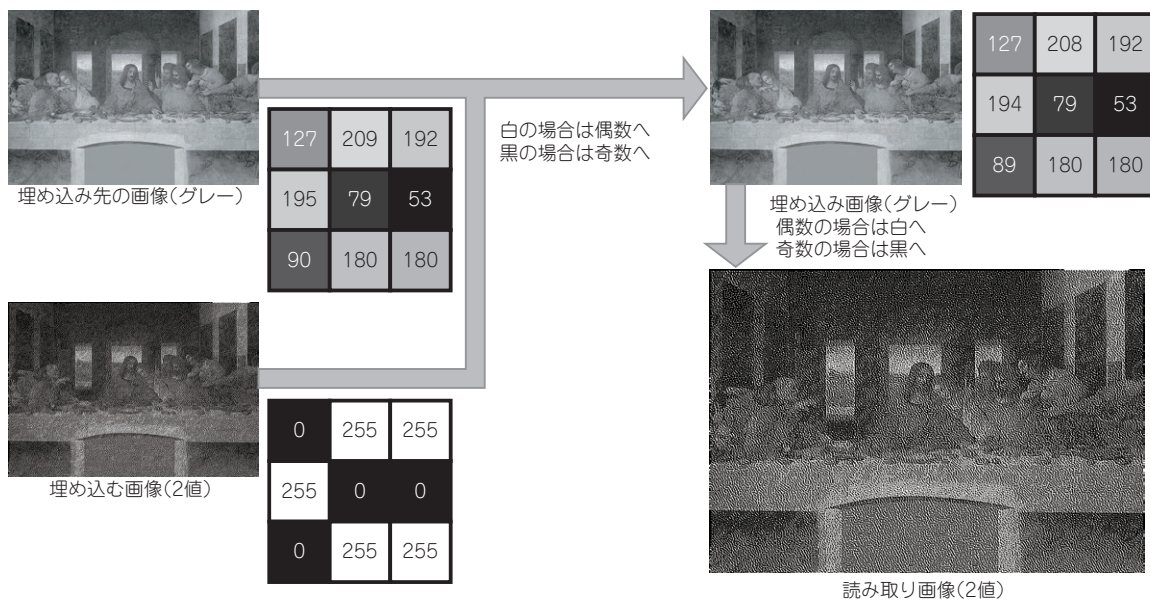 埋め込み先の画像(グレー)
127 209 192
195 79 53
90 180 180
埋め込む画像(2値)
0 255 255
255 0 0
0 255 255
白の場合は偶数へ
黒の場合は奇数へ
127 208 192
194 79 53
89 180 180
埋め込み画像(グレー)
偶数の場合は白へ
奇数の場合は黒へ
読み取り画像(2値)